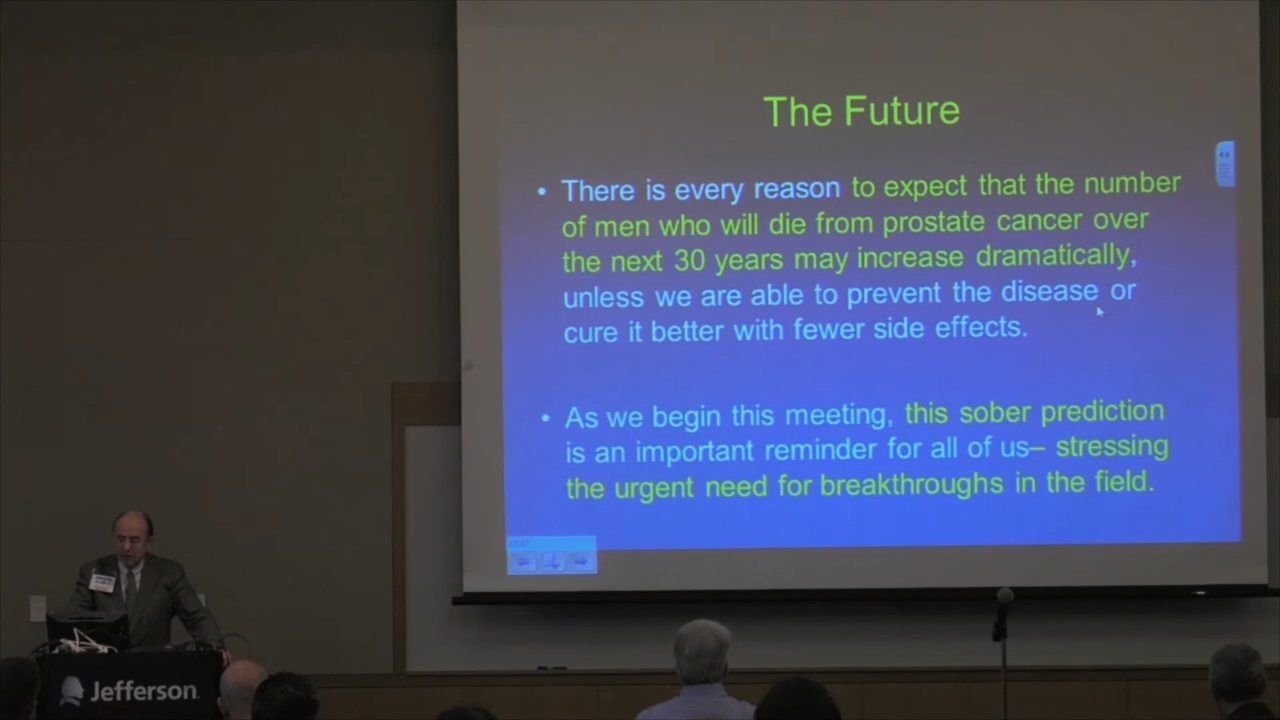 The Future
• There is every reason to expect that the number
of men who will die from prostate cancer over
the next 30 years may increase dramatically,
unless we are able to prevent the disease or
cure it better with fewer side effects.
• As we begin this meeting, this sober prediction
is an important reminder for all of us– stressing
the urgent need for breakthroughs in the field.
Jefferson